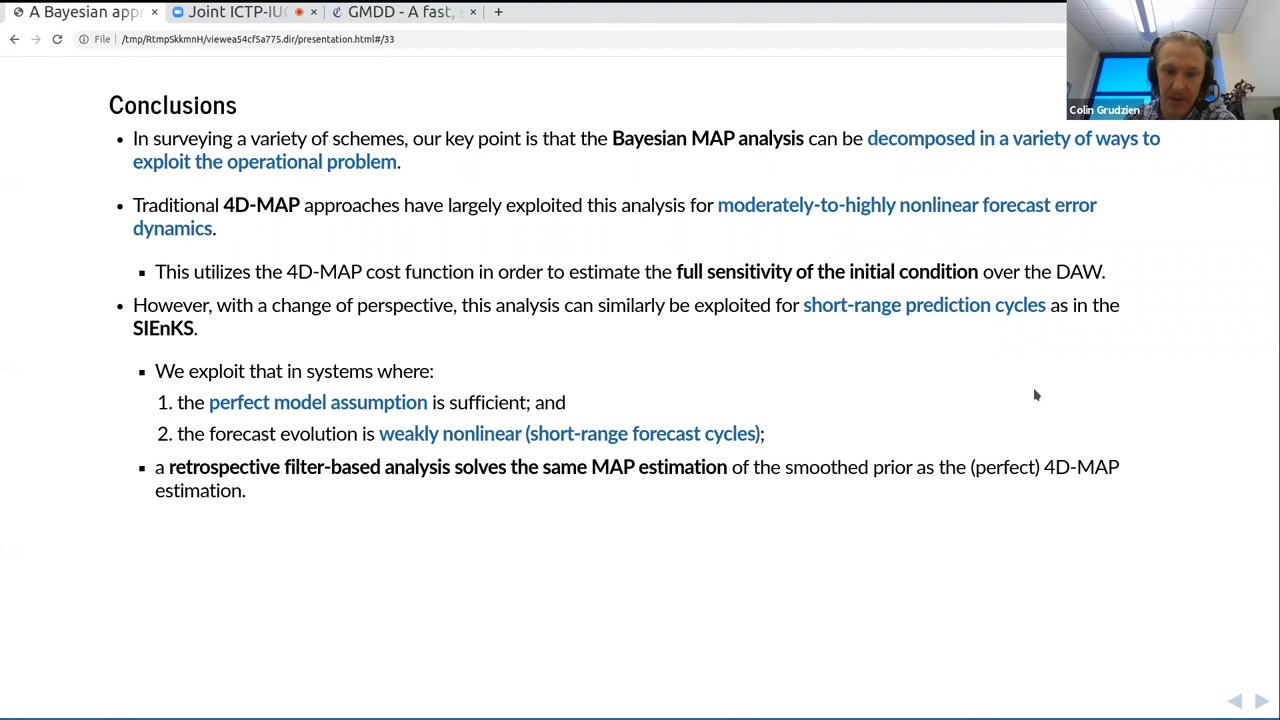 A Bayesian app
Joint ICTP-IU
GMDD - A fast,
File
/tmp/RtmpSkkmnH/viewea54cf5a775.dir/presentation.html#/33
Colin Grudzien
Conclusions
• In surveying a variety of schemes, our key point is that the Bayesian MAP analysis can be decomposed in a variety of ways to
exploit the operational problem.
• Traditional 4D-MAP approaches have largely exploited this analysis for moderately-to-highly nonlinear forecast error
dynamics.
▪ This utilizes the 4D-MAP cost function in order to estimate the full sensitivity of the initial condition over the DAW.
• However, with a change of perspective, this analysis can similarly be exploited for short-range prediction cycles as in the
SIEnKS.
▪ We exploit that in systems where:
1. the perfect model assumption is sufficient; and
2. the forecast evolution is weakly nonlinear (short-range forecast cycles);
▪ a retrospective filter-based analysis solves the same MAP estimation of the smoothed prior as the (perfect) 4D-MAP
estimation.